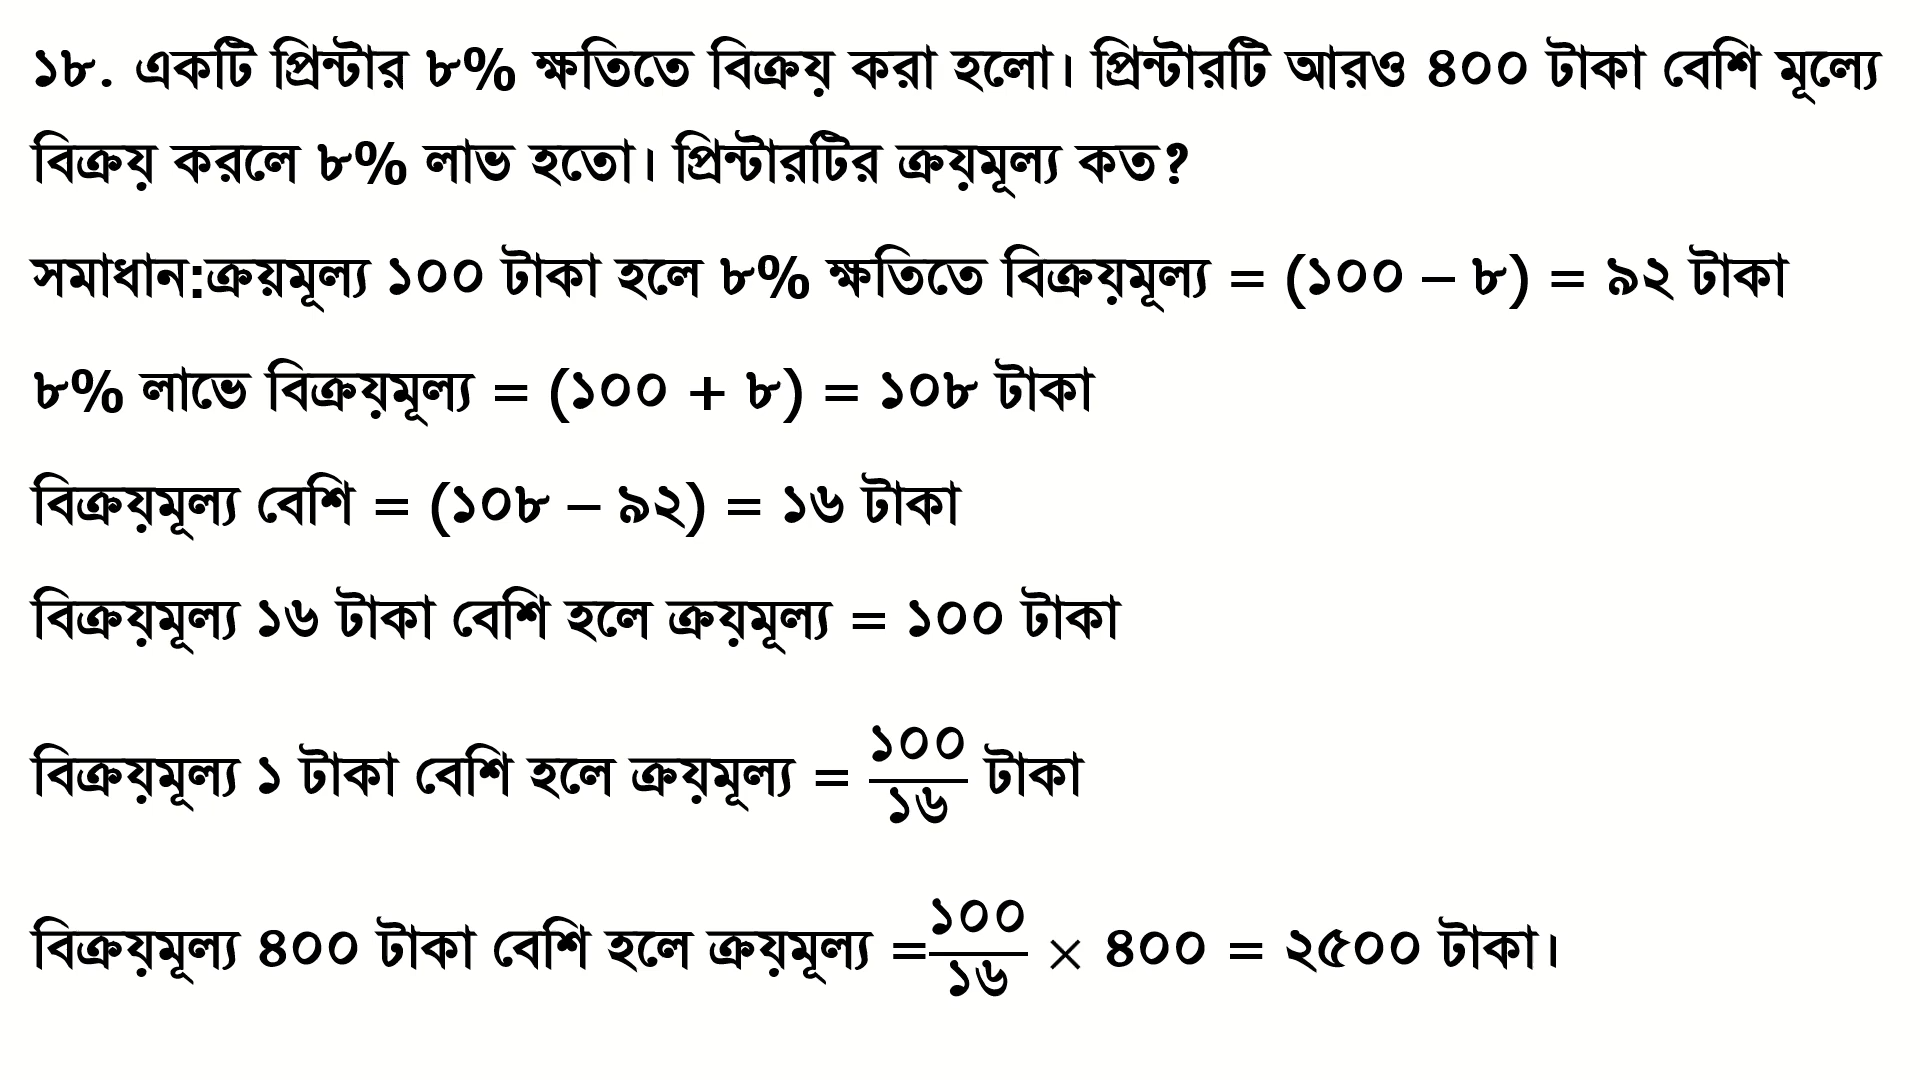 ১৮. একটি প্রিন্টার ৮% ক্ষতিতে বিক্রয় করা হলো। প্রিন্টারটি আরও ৪০০ টাকা বেশি মূল্যে
বিক্রয় করলে ৮% লাভ হতো। প্রিন্টারটির ক্রয়মূল্য কত?
সমাধান:ক্রয়মূল্য ১০০ টাকা হলে ৮% ক্ষতিতে বিক্রয়মূল্য = (১০০ – ৮) = ৯২ টাকা
৮% লাভে বিক্রয়মূল্য = (১০০ + ৮) = ১০৮ টাকা
বিক্রয়মূল্য বেশি = (১০৮ – ৯২) = ১৬ টাকা
বিক্রয়মূল্য ১৬ টাকা বেশি হলে ক্রয়মূল্য = ১০০ টাকা
বিক্রয়মূল্য ১ টাকা বেশি হলে ক্রয়মূল্য = ১০০/১৬ টাকা
বিক্রয়মূল্য ৪০০ টাকা বেশি হলে ক্রয়মূল্য =১০০/১৬ × ৪০০ = ২৫০০ টাকা।